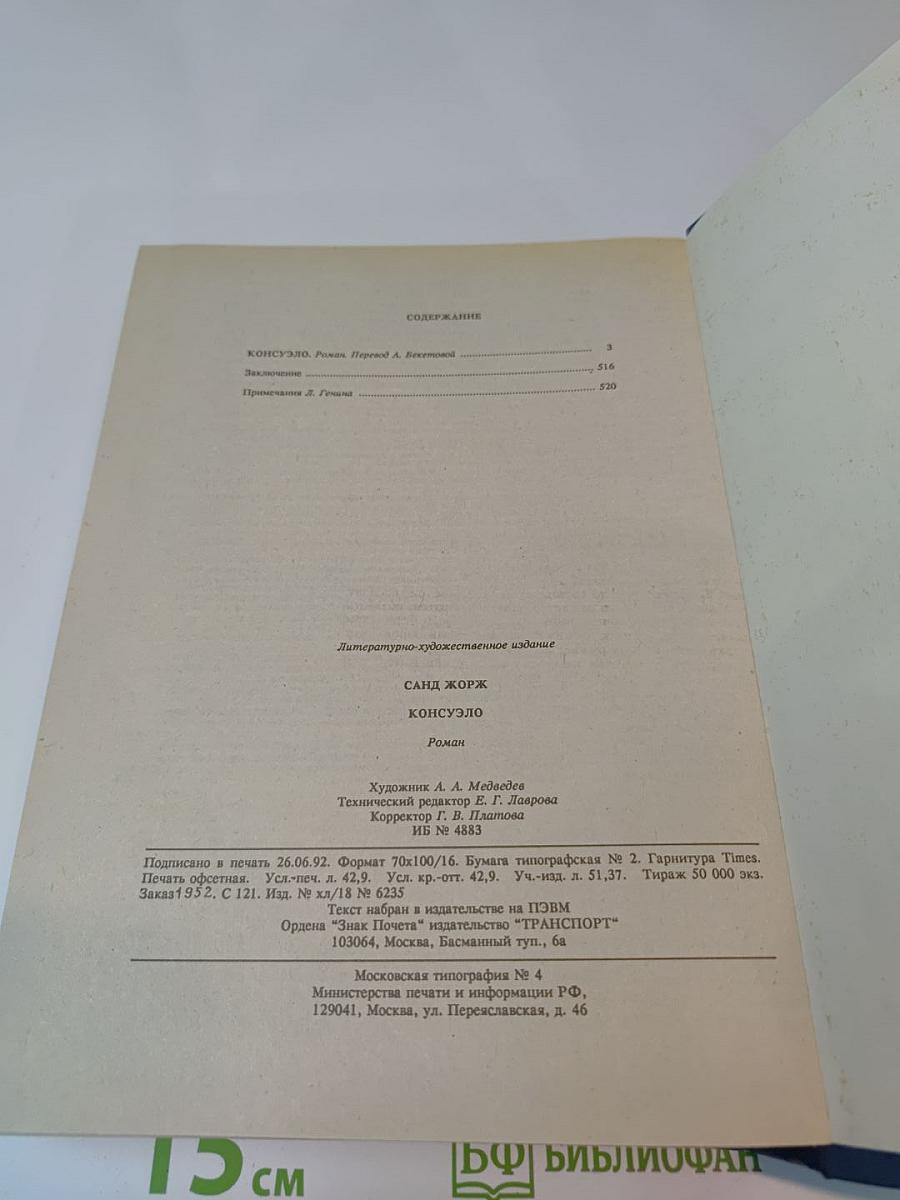 СОДЕРЖАНИЕ
КОНСУЭЛО. Роман. Перевод А. Бекетовой ........ 3
Заключение ........ 516
Примечания Л. Генина ........ 520
Литературно-художественное издание
САНД ЖОРЖ
КОНСУЭЛО
Роман
Художник А. А. Медведев
Технический редактор Е. Г. Лаврова
Корректор Г. В. Платова
ИБ № 4883
Подписано в печать 26.06.92. Формат 70х100/16. Бумага типографская № 2. Гарнитура Times.
Печать офсетная. Усл.-печ. л. 42,9. Усл. кр.-отт. 42,9. Уч.-изд. л. 51,37. Тираж 50 000 экз.
Заказ 1952. С 121. Изд. № хл/18 № 6235
Текст набран в издательстве на ПЭВМ
Ордена "Знак Почета" издательство "ТРАНСПОРТ"
103064, Москва, Басманный туп., 6а
Московская типография № 4
Министерства печати и информации РФ,
129041, Москва, ул. Переяславская, д. 46
15 см
БФ БИБЛИОФАН